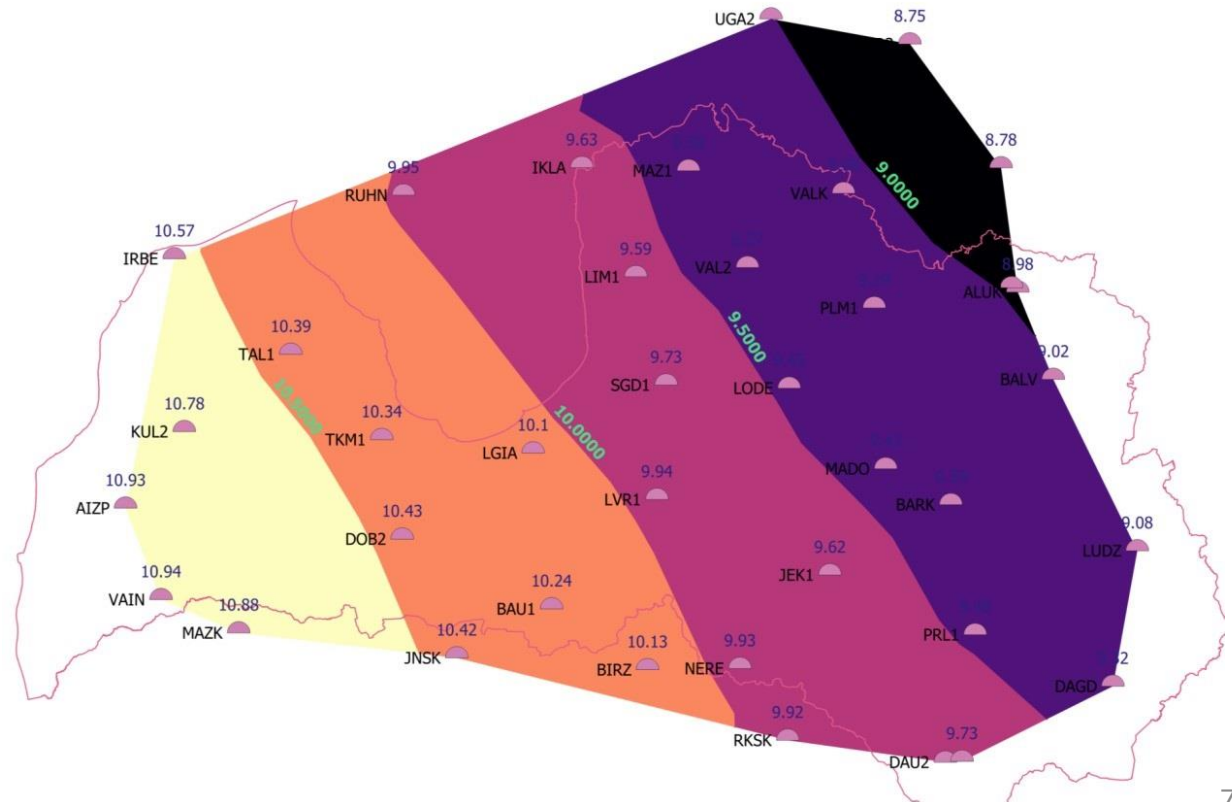 UGA2
8.75
9.63
IKLA
MAZ1
8.78
9.95
RUHN
VALK
9.0000
10.57
IRBE
9.59
LIM1
VAL2
8.98
ALUK
PLM1
10.39
TAL1
9.5000
9.73
SGD1
LODE
9.02
BALV
10.78
KUL2
10.34
TKM1
10.1
LGIA
10.0000
MADO
9.94
LVR1
BARK
10.93
AIZP
10.43
DOB2
9.08
LUDZ
9.62
JEK1
10.94
VAIN
10.88
MAZK
10.24
BAU1
PRL1
10.42
JNSK
10.13
BIRZ
9.93
NERE
DAGD
9.92
RKSK
9.73
DAU2
7